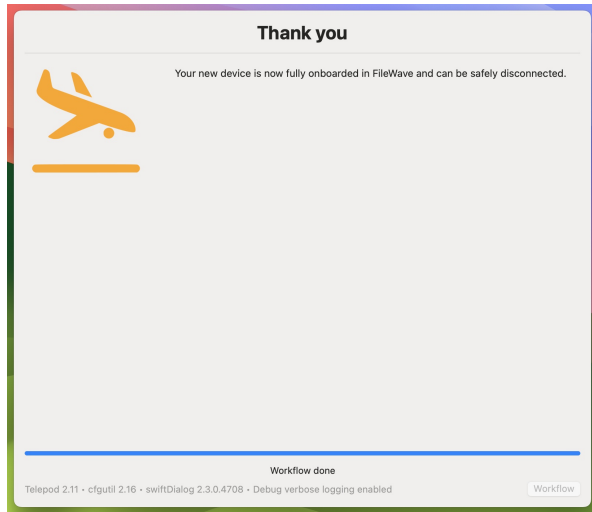 Thank you
Your new device is now fully onboarded in FileWave and can be safely disconnected.
Workflow done
Telepod 2.11 • cfgutil 2.16 • swiftDialog 2.3.0.4708 • Debug verbose logging enabled
Workflow